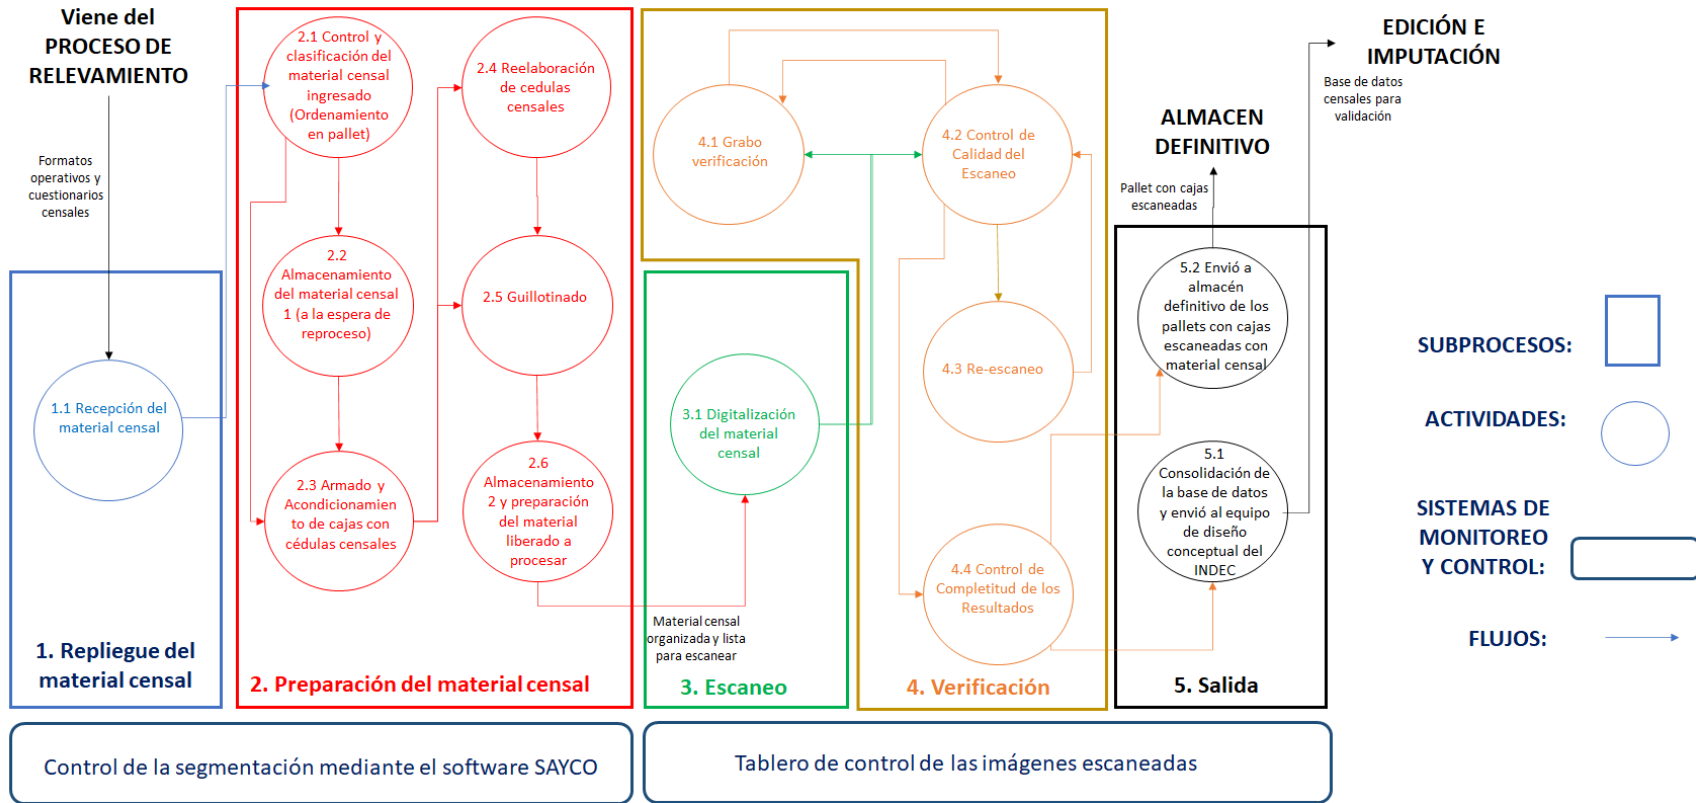 Viene del
PROCESO DE
RELEVAMIENTO
Formatos
operativos y
cuestionarios
censales
1.1 Recepción del
material censal
1. Repliegue del
material censal
2.1 Control y
clasificación del
material censal
ingresado
(Ordenamiento
en pallet)
2.2
Almacenamiento
del material censal
1 (a la espera de
reproceso)
2.3 Armado y
Acondicionamie
nto de cajas con
cédulas censales
2.4 Reelaboración
de cedulas
censales
2.5 Guillotinado
2.6
Almacenamiento
2 y preparación
del material
liberado a
procesar
2. Preparación del material censal
Material censal
organizada y lista
para escanear
3.1 Digitalización
del material
censal
3. Escaneo
4.1 Grabo
verificación
4.2 Control de
Calidad del
Escaneo
4.3 Re-escaneo
4.4 Control de
Completitud de los
Resultados
4. Verificación
ALMACEN
DEFINITIVO
Pallet con cajas
escaneadas
5.2 Envió a
almacén
definitivo de los
pallets con cajas
escaneadas con
material censal
5.1
Consolidación de
la base de datos
y envió al equipo
de diseño
conceptual del
INDEC
5. Salida
EDICIÓN E
IMPUTACIÓN
Base de datos
censales para
validación
SUBPROCESOS:
ACTIVIDADES:
SISTEMAS DE
MONITOREO
Y CONTROL:
FLUJOS:
Control de la segmentación mediante el software SAYCO
Tablero de control de las imágenes escaneadas